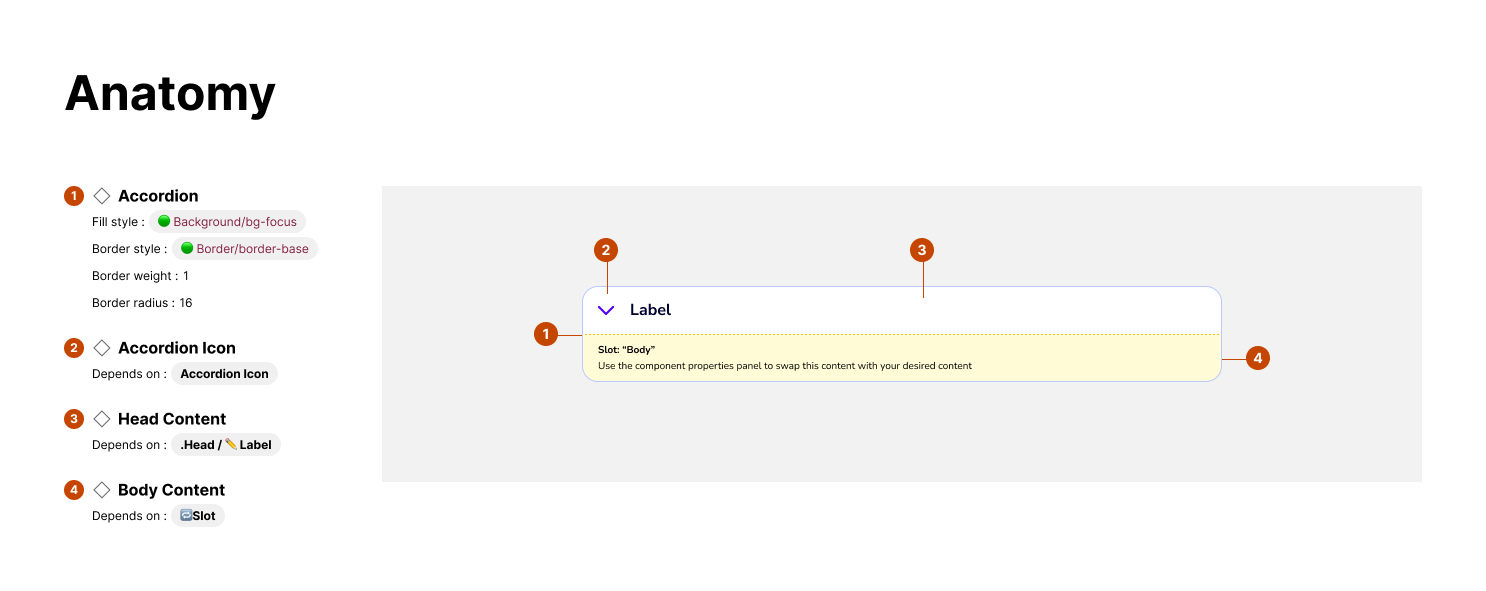 Anatomy
1 Accordion
Fill style : 🟢 Background/bg-focus
Border style : 🟢 Border/border-base
Border weight : 1
Border radius : 16
2 Accordion Icon
Depends on : Accordion Icon
3 Head Content
Depends on : .Head / ✏️ Label
4 Body Content
Depends on : 🔁Slot
2
3
Label
1
Slot: “Body”
4
Use the component properties panel to swap this content with your desired content